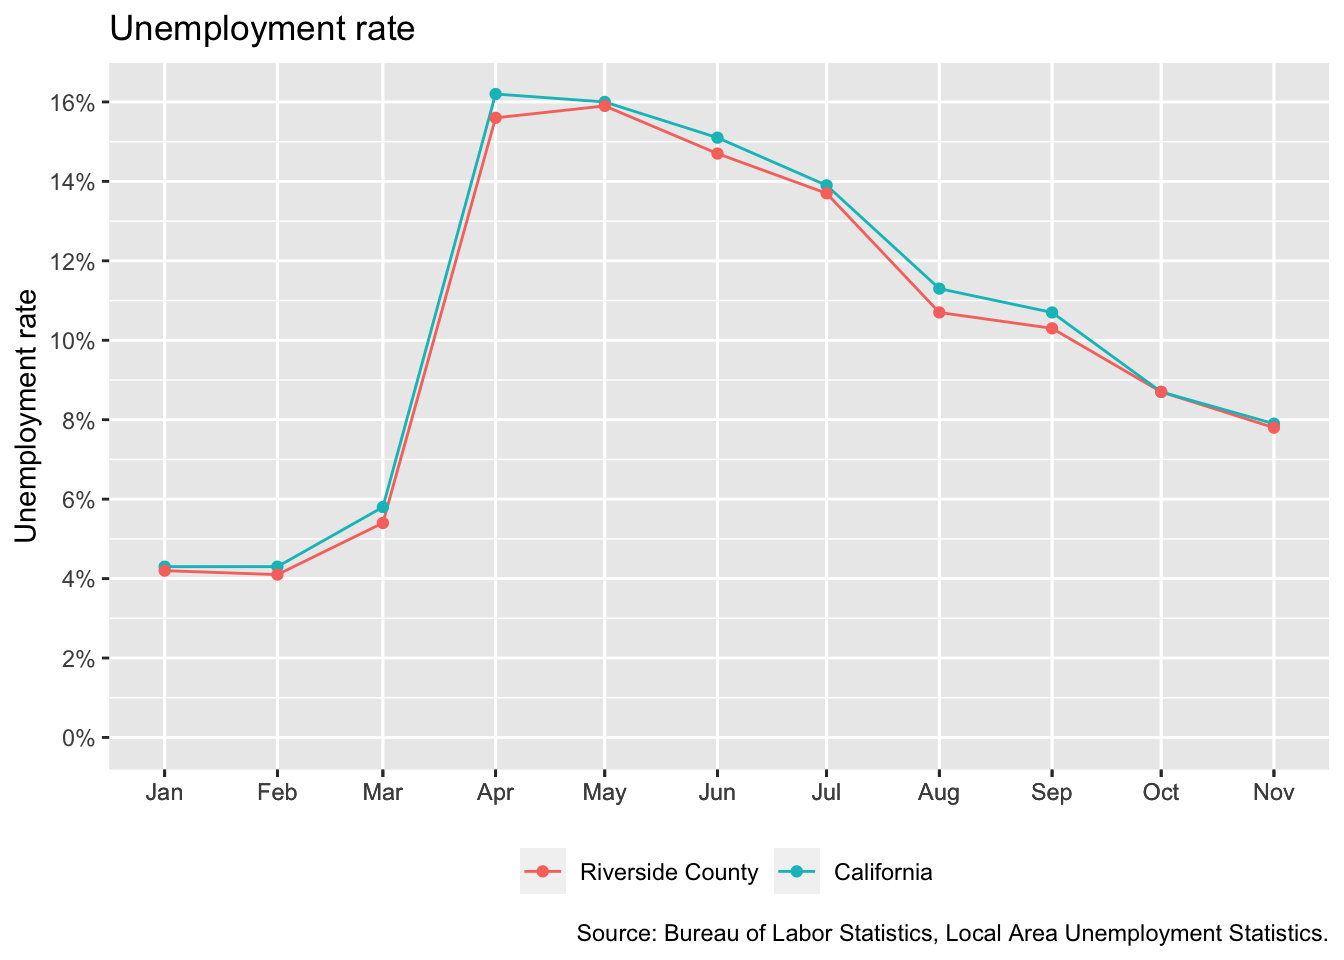 Unemployment rate
Unemployment rate
16%
14%
12%
10%
8%
6%
4%
2%
0%
Jan Feb Mar Apr May Jun Jul Aug Sep Oct Nov
Riverside County California
Source: Bureau of Labor Statistics, Local Area Unemployment Statistics.